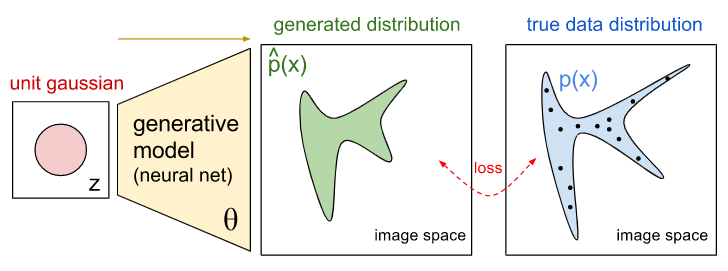 generated distribution
true data distribution
unit gaussian
z
generative
model
(neural net)
θ
p̂(x)
image space
loss
p(x)
image space